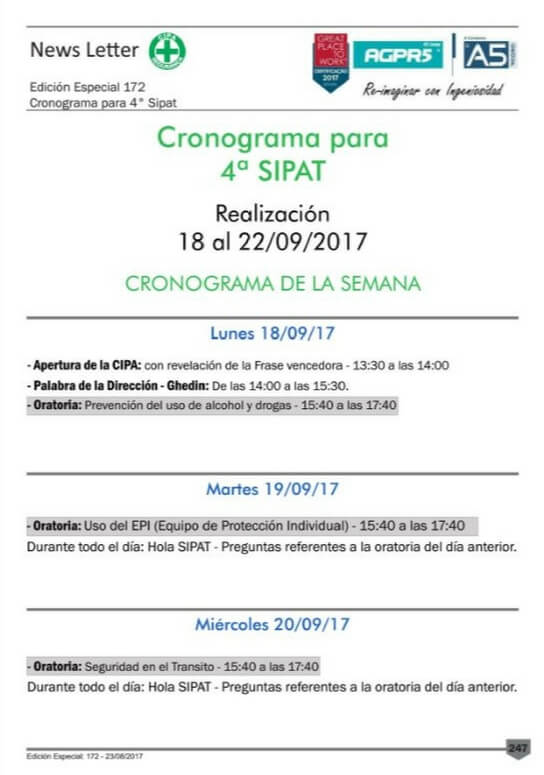 News Letter
CIPA
GREAT
PLACE
TO
WORK
CERTIFICAÇÃO
2017
AGPR5
A5
Re-imaginar con Ingeniosidad
Edición Especial 172
Cronograma para 4° Sipat
Cronograma para
4ª SIPAT
Realización
18 al 22/09/2017
CRONOGRAMA DE LA SEMANA
Lunes 18/09/17
- Apertura de la CIPA: con revelación de la Frase vencedora - 13:30 a las 14:00
- Palabra de la Dirección - Ghedin: De las 14:00 a las 15:30.
- Oratoria: Prevención del uso de alcohol y drogas - 15:40 a las 17:40
Martes 19/09/17
- Oratoria: Uso del EPI (Equipo de Protección Individual) - 15:40 a las 17:40
Durante todo el día: Hola SIPAT - Preguntas referentes a la oratoria del día anterior.
Miércoles 20/09/17
- Oratoria: Seguridad en el Transito - 15:40 a las 17:40
Durante todo el día: Hola SIPAT - Preguntas referentes a la oratoria del día anterior.
247
Edición Especial: 172 - 23/08/2017